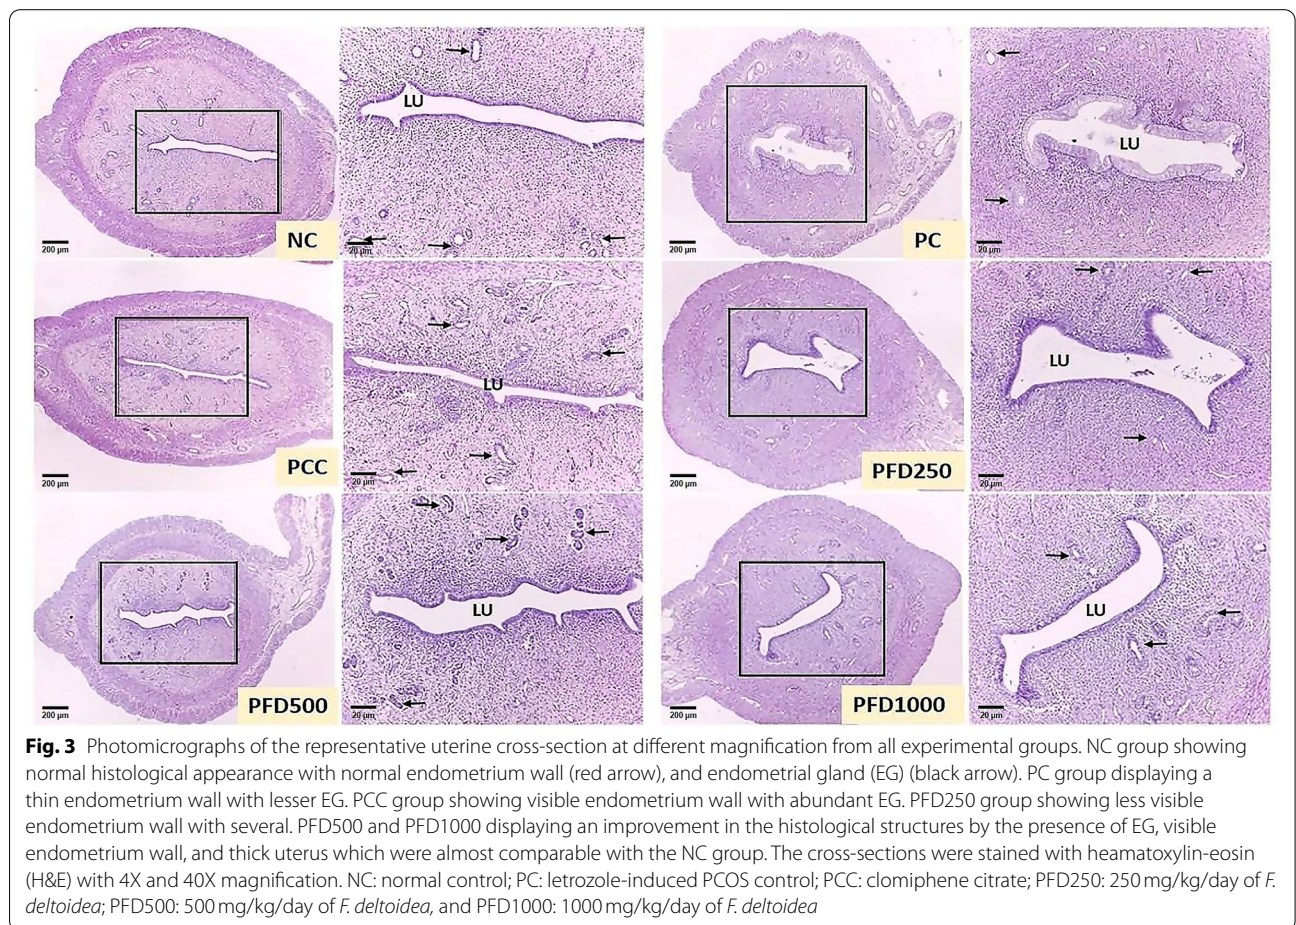 LU
LU
NC
PC
200 µm
20 µm
200 µm
20 µm
LU
LU
PCC
PFD250
200 µm
20 µm
200 µm
20 µm
LU
LU
PFD500
PFD1000
200 µm
20 µm
200 µm
20 µm
Fig. 3 Photomicrographs of the representative uterine cross-section at different magnification from all experimental groups. NC group showing
normal histological appearance with normal endometrium wall (red arrow), and endometrial gland (EG) (black arrow). PC group displaying a
thin endometrium wall with lesser EG. PCC group showing visible endometrium wall with abundant EG. PFD250 group showing less visible
endometrium wall with several. PFD500 and PFD1000 displaying an improvement in the histological structures by the presence of EG, visible
endometrium wall, and thick uterus which were almost comparable with the NC group. The cross-sections were stained with heamatoxylin-eosin
(H&E) with 4X and 40X magnification. NC: normal control; PC: letrozole-induced PCOS control; PCC: clomiphene citrate; PFD250: 250 mg/kg/day of F.
deltoidea; PFD500: 500 mg/kg/day of F. deltoidea, and PFD1000: 1000 mg/kg/day of F. deltoidea